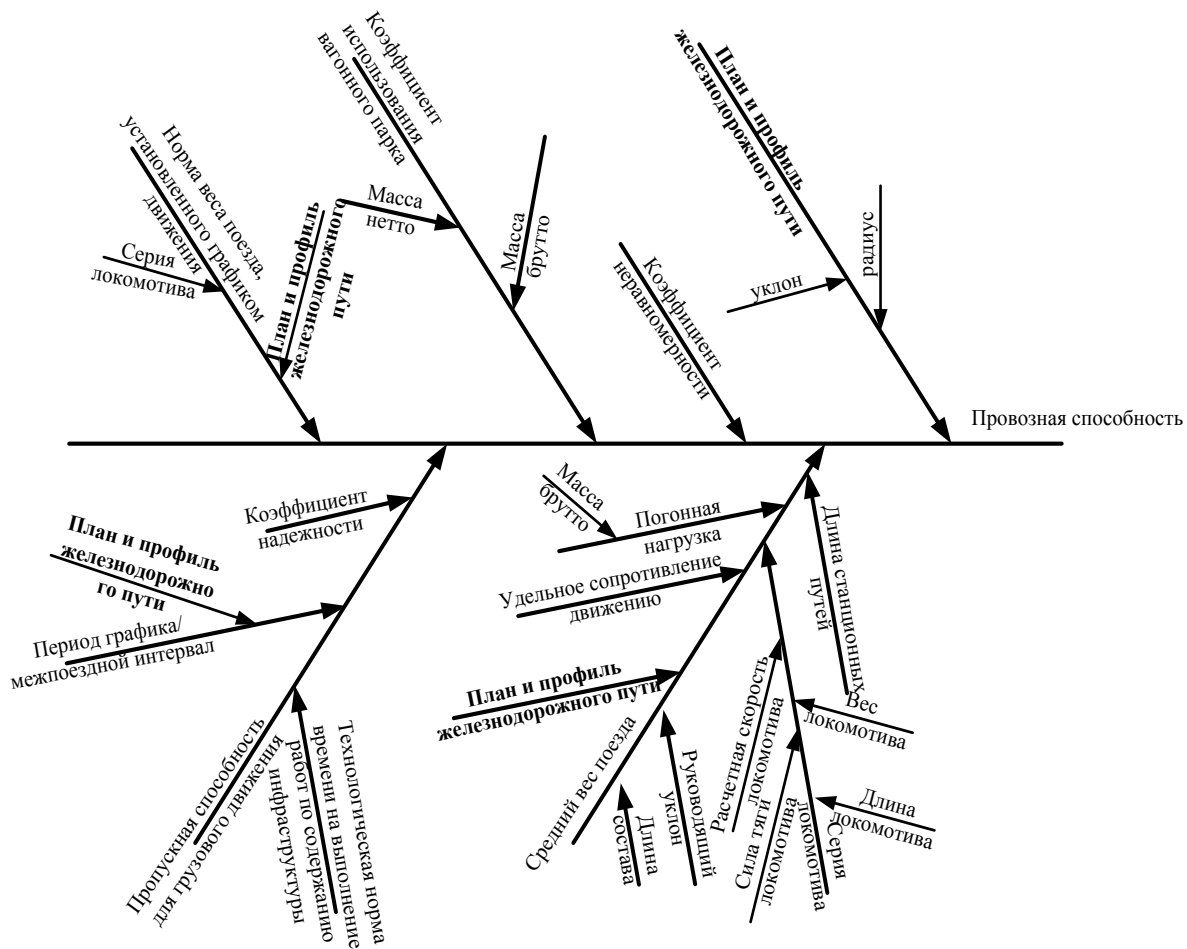 Норма веса поезда,
установленного графиком
движения
Серия
локомотива
План и профиль
железнодорожного
пути
Коэффициент
использования
вагонного парка
Масса
нетто
Масса
брутто
План и профиль
железнодорожного пути
уклон
радиус
Коэффициент
неравномерности
Провозная способность
Коэффициент
надежности
План и профиль
железнодорожно
го пути
Период графика/
межпоездной интервал
Пропускная способность
для грузового движения
Технологическая норма
времени на выполнение
работ по содержанию
инфраструктуры
Масса
брутто
Погонная
нагрузка
Удельное сопротивление
движению
План и профиль
железнодорожного пути
Средний вес поезда
Длина
состава
Руководящий
уклон
Длина станционных
путей
Расчетная скорость
локомотива
Сила тяги
локомотива
Серия
локомотива
Вес
локомотива
Длина
локомотива